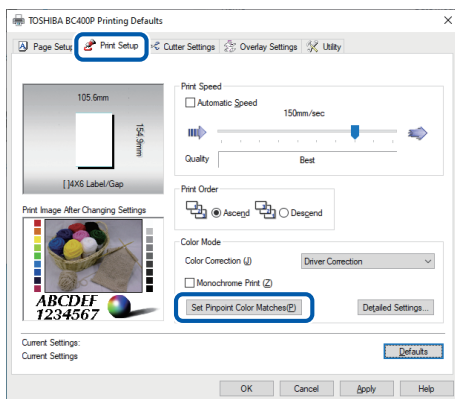 TOSHIBA BC400P Printing Defaults
Page Setup Print Setup Cutter Settings Overlay Settings Utility
105.6mm
154.9mm
[ ]4X6 Label/Gap
Print Image After Changing Settings
ABCDEF
1234567
Print Speed
Automatic Speed
150mm/sec
Quality Best
Print Order
Ascend Descend
Color Mode
Color Correction (J) Driver Correction
Monochrome Print (Z)
Set Pinpoint Color Matches(P) Detailed Settings...
Current Settings:
Current Settings
Defaults
OK Cancel Apply Help